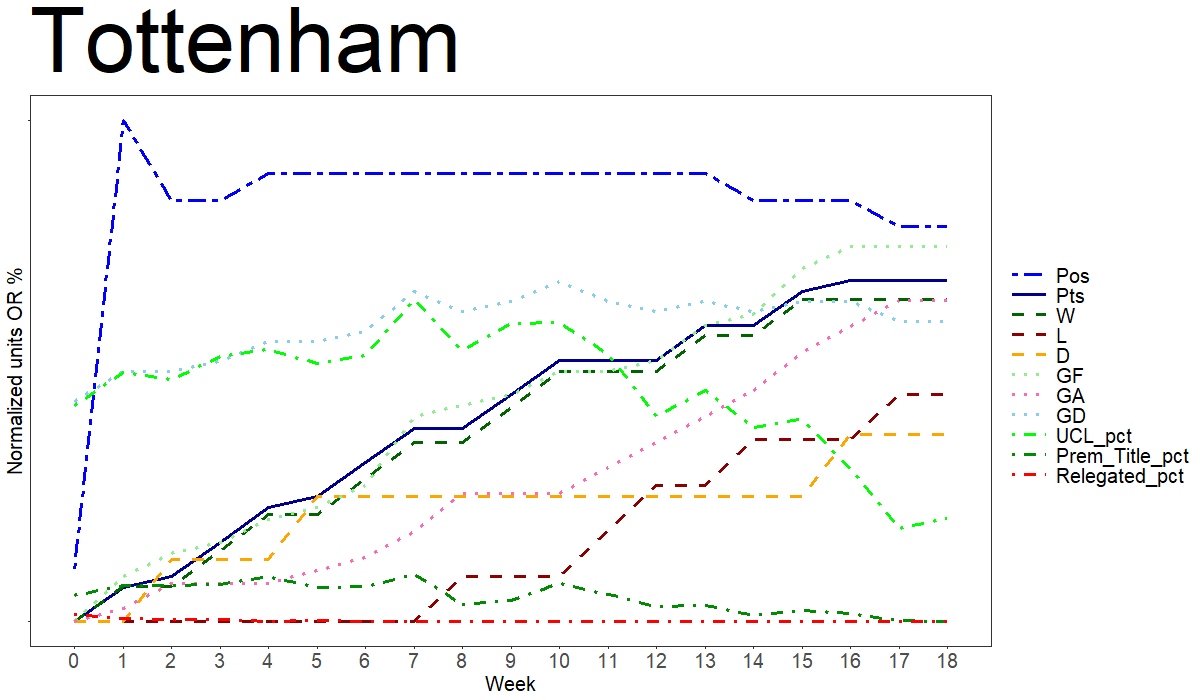 Tottenham
Normalized units OR %
Pos
Pts
W
L
D
GF
GA
GD
UCL_pct
Prem_Title_pct
Relegated_pct
0 1 2 3 4 5 6 7 8 9 10 11 12 13 14 15 16 17 18
Week